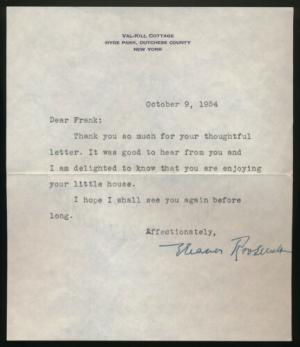 VAL-KILL COTTAGE
HYDE PARK, DUTCHESS COUNTY
NEW YORK
October 9, 1954
Dear Frank:
Thank you so much for your thoughtful
letter. It was good to hear from you and
I am delighted to know that you are enjoying
your little house.
I hope I shall see you again before
long.
Affectionately,
Eleanor Roosevelt